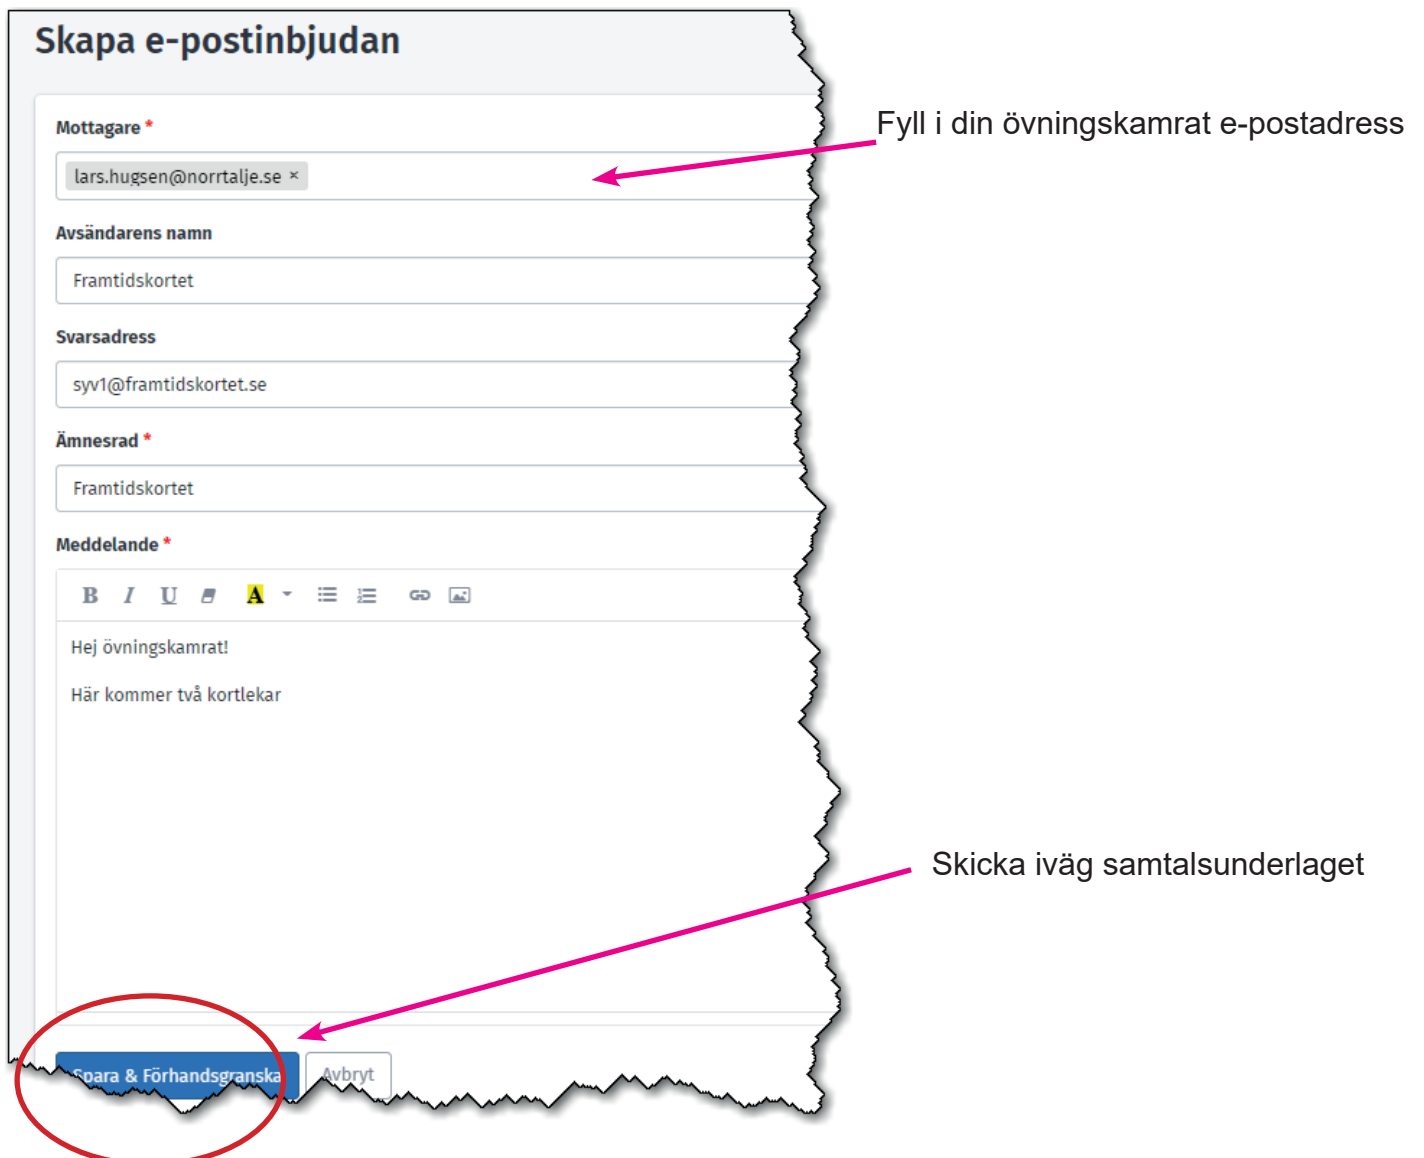 Skapa e-postinbjudan
Mottagare *
Fyll i din övningskamrat e-postadress
lars.hugsen@norrtalje.se ×
Avsändarens namn
Framtidskortet
Svarsadress
syv1@framtidskortet.se
Ämnesrad *
Framtidskortet
Meddelande *
B I U A
Hej övningskamrat!
Här kommer två kortlekar
Skicka iväg samtalsunderlaget
Spara & Förhandsgranska
Avbryt